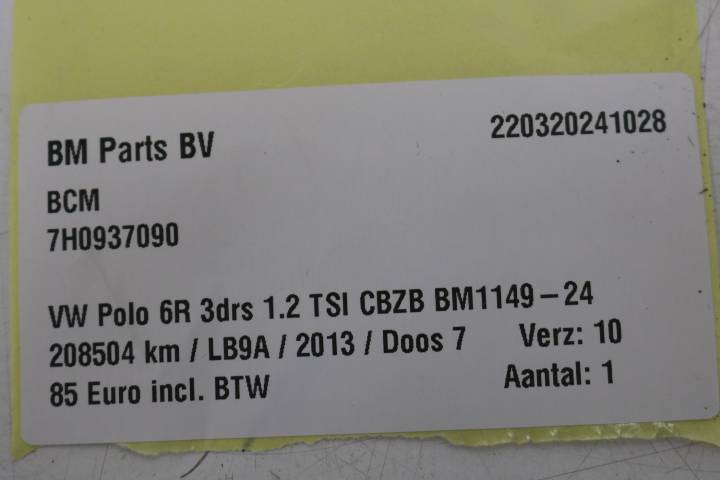 BM Parts BV 220320241028
BCM
7H0937090
VW Polo 6R 3drs 1.2 TSI CBZB BM1149-24
208504 km / LB9A / 2013 / Doos 7 Verz: 10
85 Euro incl. BTW Aantal: 1